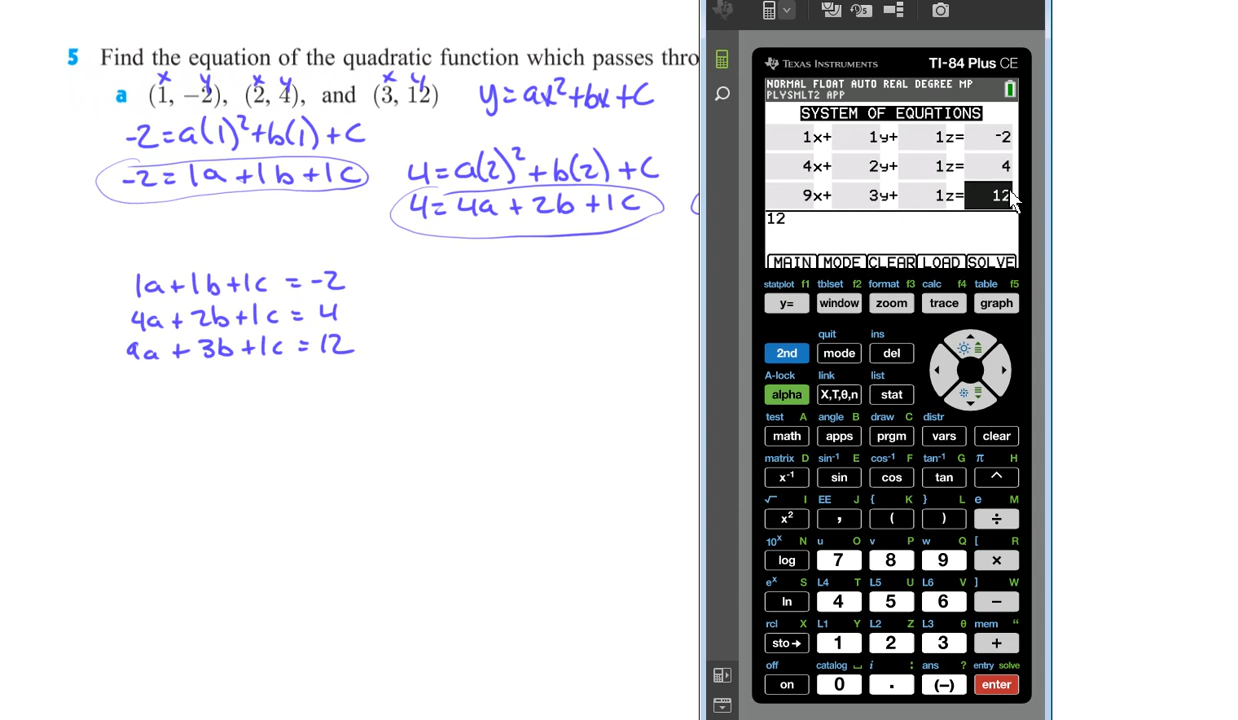 5 Find the equation of the quadratic function which passes thro
x y x y x y
a (1, −2), (2, 4), and (3, 12) y=ax²+bx+c
-2=a(1)²+b(1)+c
-2=1a+1b+1c
4=a(2)²+b(2)+c
4=4a+2b+1c
1a+1b+1c=-2
4a+2b+1c=4
9a+3b+1c=12
TEXAS INSTRUMENTS TI-84 Plus CE
NORMAL FLOAT AUTO REAL DEGREE MP
PLYSMLT2 APP
SYSTEM OF EQUATIONS
1x+ 1y+ 1z= -2
4x+ 2y+ 1z= 4
9x+ 3y+ 1z= 12
12
MAIN MODE CLEAR LOAD SOLVE
statplot f1 tblset f2 format f3 calc f4 table f5
y= window zoom trace graph
quit ins
2nd mode del
A-lock link list
alpha X,T,θ,n stat
test A angle B draw C distr
math apps prgm vars clear
matrix D sin⁻¹ E cos⁻¹ F tan⁻¹ G π H
x⁻¹ sin cos tan ^
√ I EE J { K } L e M
x² , ( ) ÷
10ˣ N u O v P w Q [ R
log 7 8 9 ×
eˣ S L4 T L5 U L6 V ] W
ln 4 5 6 −
rcl X L1 Y L2 Z L3 θ mem “
sto→ 1 2 3 +
off catalog ⎵ i : ans ? entry solve
on 0 . (−) enter